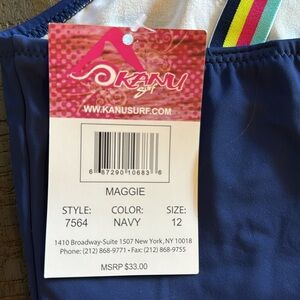 KANU
surf
WWW.KANUSURF.COM
6 87290 10683 6
MAGGIE
STYLE: COLOR: SIZE:
7564 NAVY 12
1410 Broadway-Suite 1507 New York, NY 10018
Phone: (212) 868-9771 • Fax: (212) 868-9755
MSRP $33.00